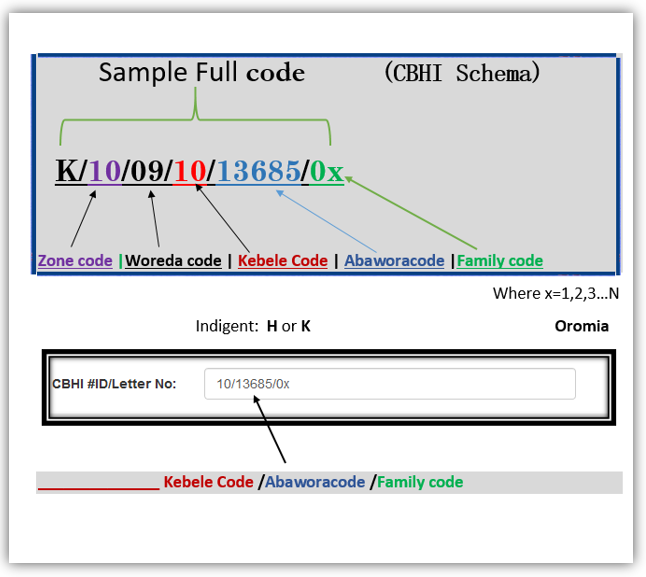 Sample Full code (CBHI Schema)
K/10/09/10/13685/0x
Zone code |Woreda code | Kebele Code | Abaworacode |Family code
Where x=1,2,3...N
Indigent: H or K Oromia
CBHI #ID/Letter No: 10/13685/0x
Kebele Code /Abaworacode /Family code